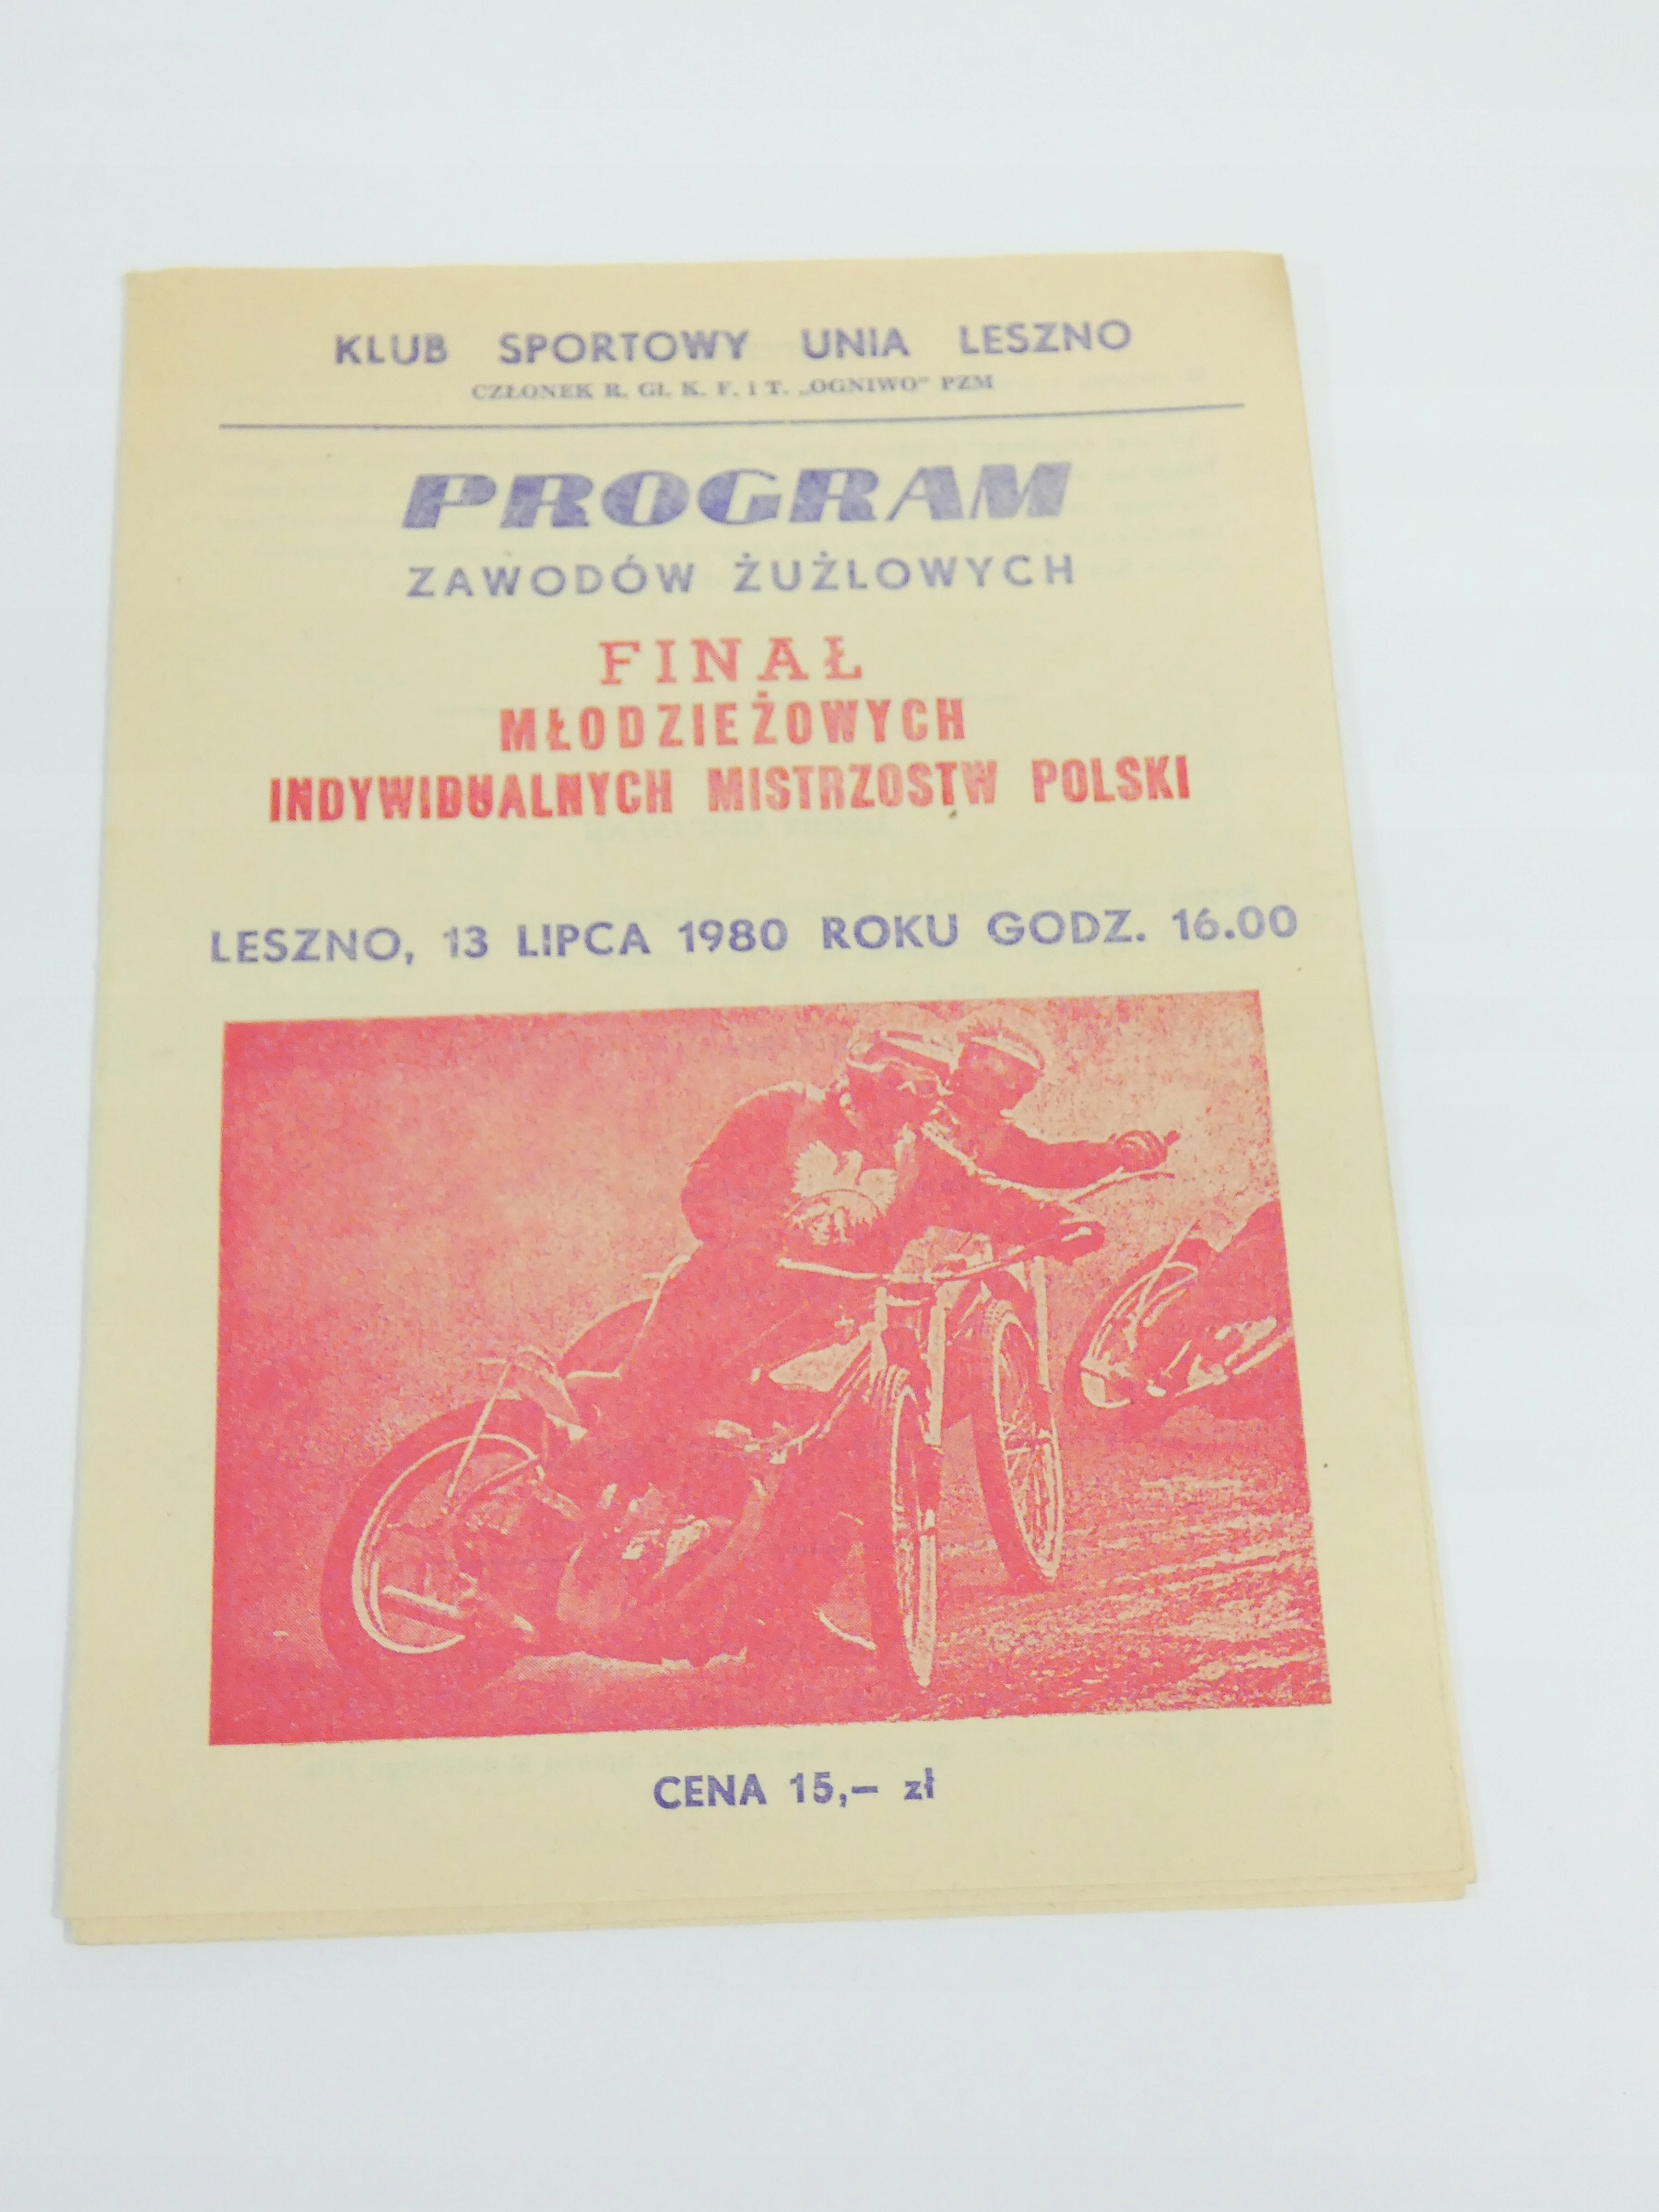 KLUB SPORTOWY UNIA LESZNO
CZŁONEK R. Gł. K. F. i T. „OGNIWO” PZM
PROGRAM
ZAWODÓW ŻUŻLOWYCH
FINAŁ
MŁODZIEŻOWYCH
INDYWIDUALNYCH MISTRZOSTW POLSKI
LESZNO, 13 LIPCA 1980 ROKU GODZ. 16.00
CENA 15,— zł